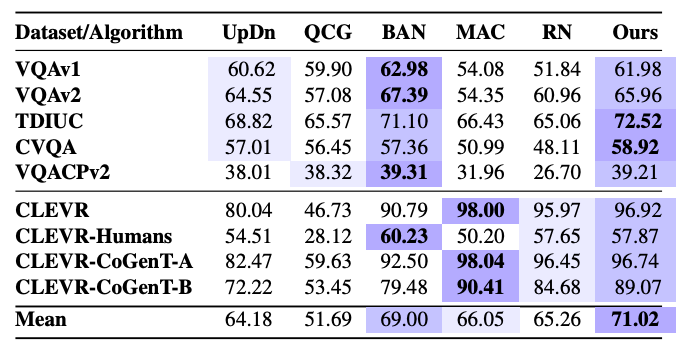 Dataset/Algorithm UpDn QCG BAN MAC RN Ours
VQAv1 60.62 59.90 62.98 54.08 51.84 61.98
VQAv2 64.55 57.08 67.39 54.35 60.96 65.96
TDIUC 68.82 65.57 71.10 66.43 65.06 72.52
CVQA 57.01 56.45 57.36 50.99 48.11 58.92
VQACPv2 38.01 38.32 39.31 31.96 26.70 39.21
CLEVR 80.04 46.73 90.79 98.00 95.97 96.92
CLEVR-Humans 54.51 28.12 60.23 50.20 57.65 57.87
CLEVR-CoGenT-A 82.47 59.63 92.50 98.04 96.45 96.74
CLEVR-CoGenT-B 72.22 53.45 79.48 90.41 84.68 89.07
Mean 64.18 51.69 69.00 66.05 65.26 71.02